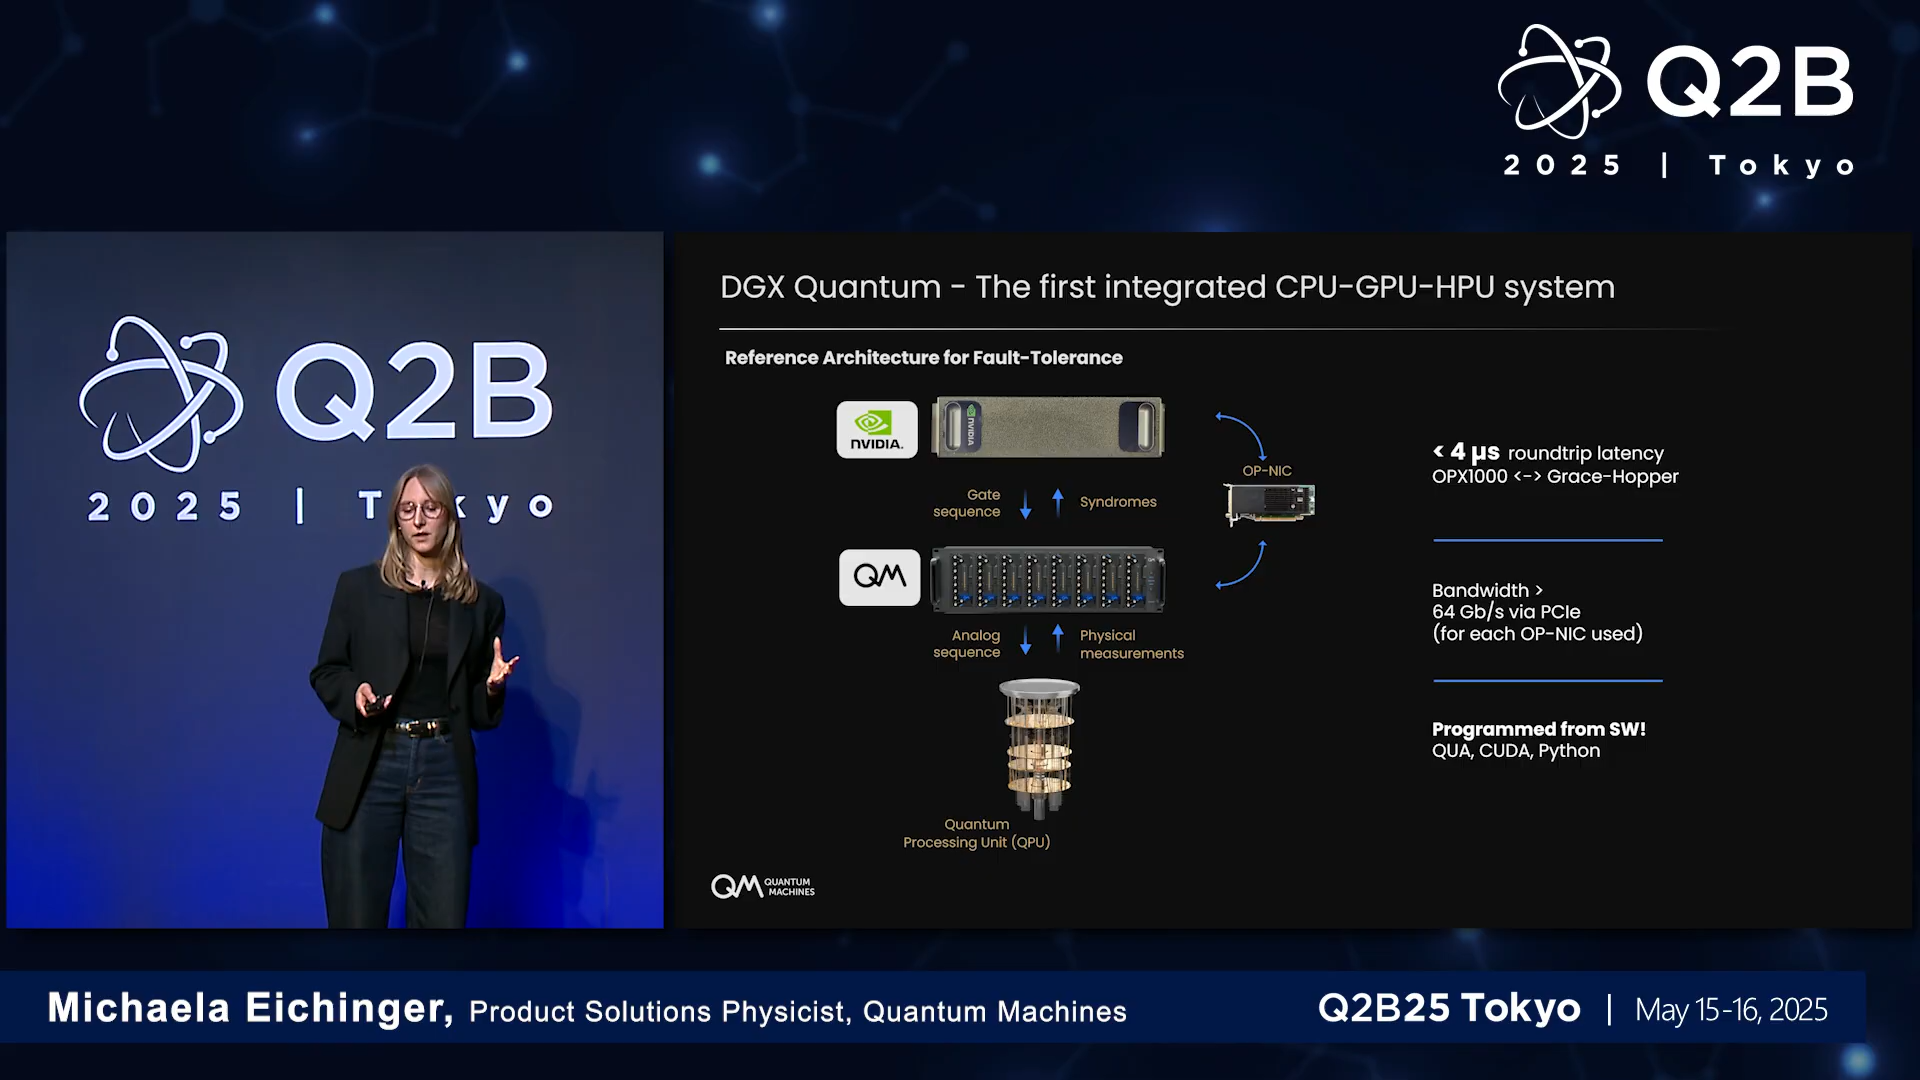 Q2B
2025 | Tokyo
Q2B
2025 | T kyo
DGX Quantum - The first integrated CPU-GPU-HPU system
Reference Architecture for Fault-Tolerance
NVIDIA.
NVIDIA
Gate
sequence
Syndromes
OP-NIC
QM
Analog
sequence
Physical
measurements
Quantum
Processing Unit (QPU)
< 4 µs roundtrip latency
OPX1000 <-> Grace-Hopper
Bandwidth >
64 Gb/s via PCIe
(for each OP-NIC used)
Programmed from SW!
QUA, CUDA, Python
QM QUANTUM
MACHINES
Michaela Eichinger, Product Solutions Physicist, Quantum Machines
Q2B25 Tokyo | May 15-16, 2025